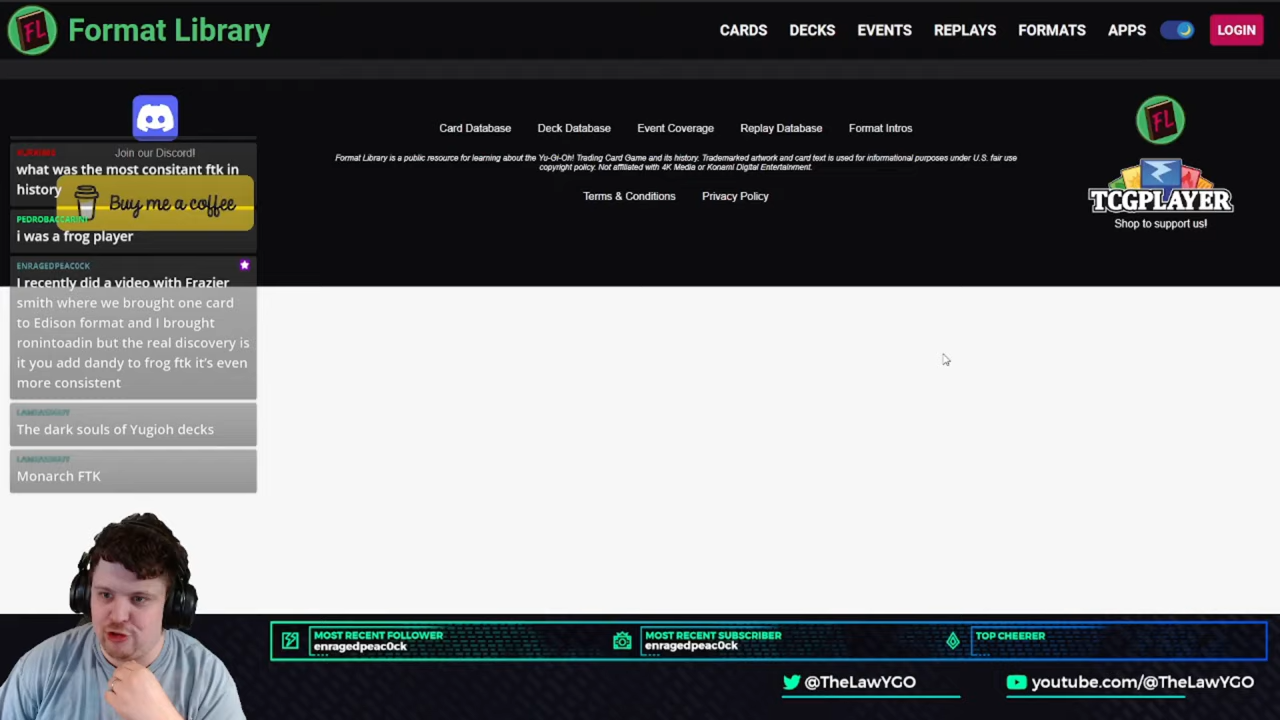 Format Library
CARDS
DECKS
EVENTS
REPLAYS
FORMATS
APPS
LOGIN
FL
Card Database
Deck Database
Event Coverage
Replay Database
Format Intros
Format Library is a public resource for learning about the Yu-Gi-Oh! Trading Card Game and its history. Trademarked artwork and card text is used for informational purposes under U.S. fair use
copyright policy. Not affiliated with 4K Media or Konami Digital Entertainment.
Terms & Conditions
Privacy Policy
FL
TCGPLAYER
Shop to support us!
Join our Discord!
what was the most consitant ftk in
history
Buy me a coffee
PEDROBACCARINI
i was a frog player
ENRAGEDPEAC0CK
I recently did a video with Frazier
smith where we brought one card
to Edison format and I brought
ronintoadin but the real discovery is
it you add dandy to frog ftk it's even
more consistent
The dark souls of Yugioh decks
Monarch FTK
MOST RECENT FOLLOWER
enragedpeac0ck
MOST RECENT SUBSCRIBER
enragedpeac0ck
TOP CHEERER
@TheLawYGO
youtube.com/@TheLawYGO